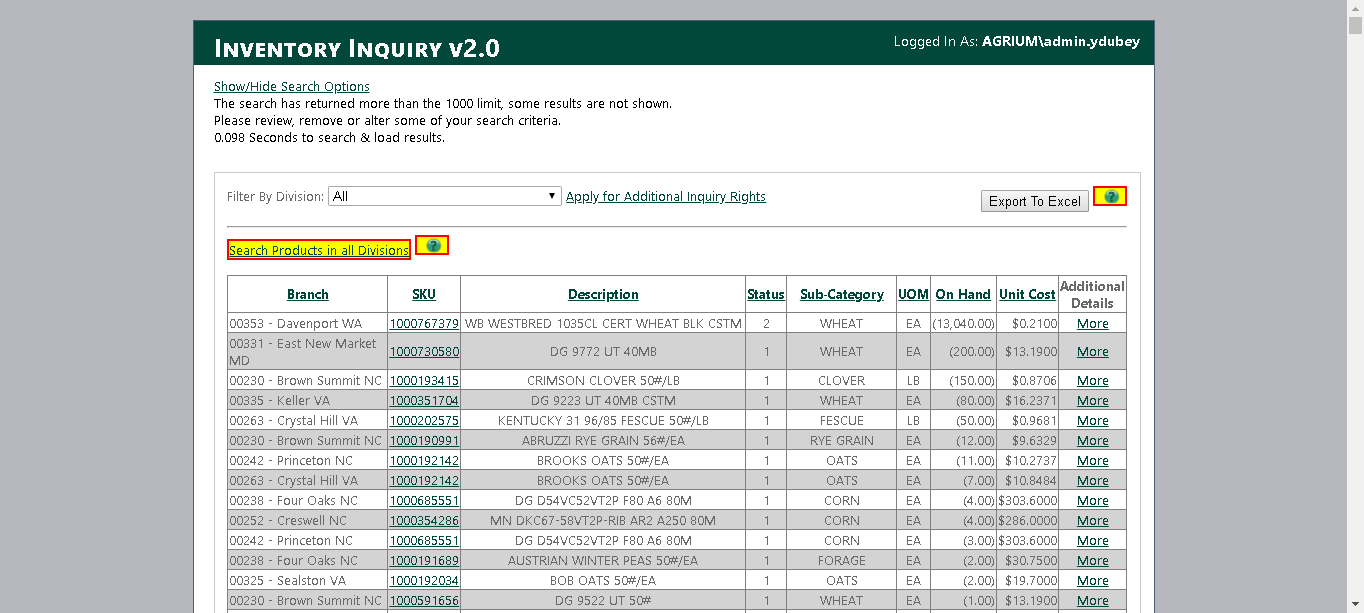 Inventory Inquiry v2.0
Logged In As: AGRIUM\admin.ydubey
Show/Hide Search Options
The search has returned more than the 1000 limit, some results are not shown.
Please review, remove or alter some of your search criteria.
0.098 Seconds to search & load results.
Filter By Division: All Apply for Additional Inquiry Rights Export To Excel ?
Search Products in all Divisions ?
Branch SKU Description Status Sub-Category UOM On Hand Unit Cost Additional Details
00353 - Davenport WA 1000767379 WB WESTBRED 1035CL CERT WHEAT BLK CSTM 2 WHEAT EA (13,040.00) $0.2100 More
00331 - East New Market MD 1000730580 DG 9772 UT 40MB 1 WHEAT EA (200.00) $13.1900 More
00230 - Brown Summit NC 1000193415 CRIMSON CLOVER 50#/LB 1 CLOVER LB (150.00) $0.8706 More
00335 - Keller VA 1000351704 DG 9223 UT 40MB CSTM 1 WHEAT EA (80.00) $16.2371 More
00263 - Crystal Hill VA 1000202575 KENTUCKY 31 96/85 FESCUE 50#/LB 1 FESCUE LB (50.00) $0.9681 More
00230 - Brown Summit NC 1000190991 ABRUZZI RYE GRAIN 56#/EA 1 RYE GRAIN EA (12.00) $9.6329 More
00242 - Princeton NC 1000192142 BROOKS OATS 50#/EA 1 OATS EA (11.00) $10.2737 More
00263 - Crystal Hill VA 1000192142 BROOKS OATS 50#/EA 1 OATS EA (7.00) $10.8484 More
00238 - Four Oaks NC 1000685551 DG D54VC52VT2P F80 A6 80M 1 CORN EA (4.00) $303.6000 More
00252 - Creswell NC 1000354286 MN DKC67-58VT2P-RIB AR2 A250 80M 1 CORN EA (4.00) $286.0000 More
00242 - Princeton NC 1000685551 DG D54VC52VT2P F80 A6 80M 1 CORN EA (3.00) $303.6000 More
00238 - Four Oaks NC 1000191689 AUSTRIAN WINTER PEAS 50#/EA 1 FORAGE EA (2.00) $30.7500 More
00325 - Sealston VA 1000192034 BOB OATS 50#/EA 1 OATS EA (2.00) $19.7000 More
00230 - Brown Summit NC 1000591656 DG 9522 UT 50# 1 WHEAT EA (1.00) $13.1900 More